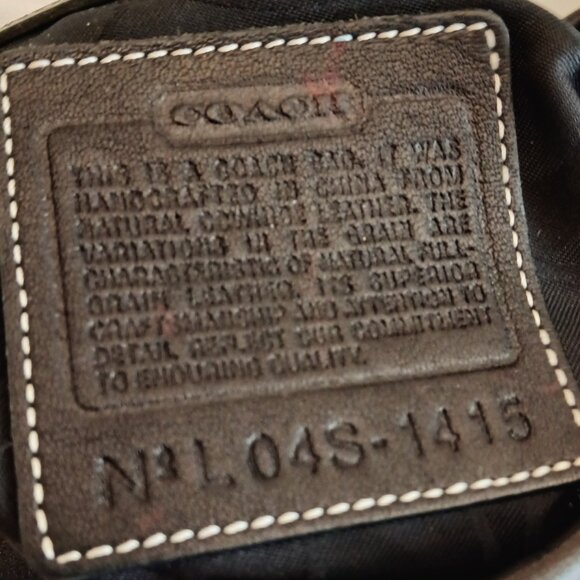 COACH
THIS IS A COACH BAG. IT WAS
HANDCRAFTED IN CHINA FROM
NATURAL COWHIDE LEATHER. THE
VARIATIONS IN THE GRAIN ARE
CHARACTERISTIC OF NATURAL FULL-
GRAIN LEATHER. ITS SUPERIOR
CRAFTSMANSHIP AND ATTENTION TO
DETAIL REFLECT OUR COMMITMENT
TO ENDURING QUALITY.
Nº L04S-1415